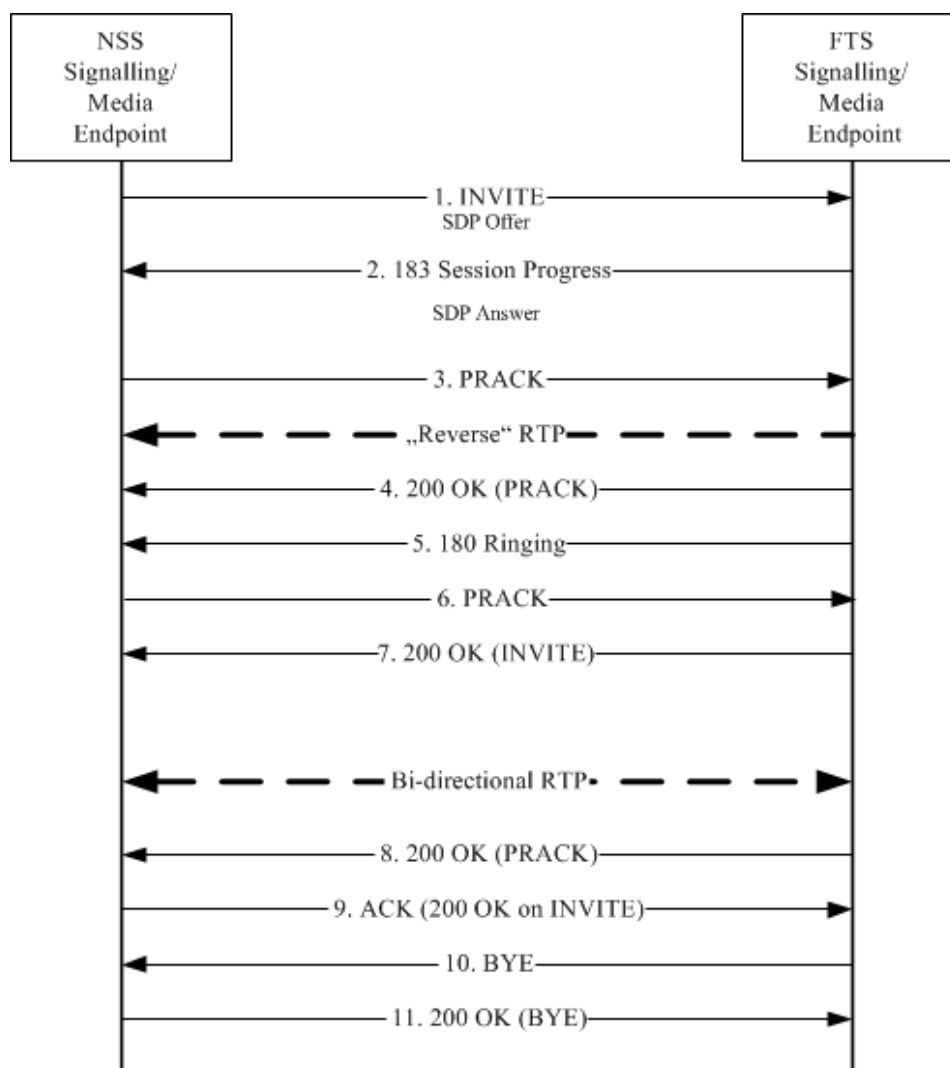 NSS
Signalling/
Media
Endpoint
FTS
Signalling/
Media
Endpoint
1. INVITE
SDP Offer
2. 183 Session Progress
SDP Answer
3. PRACK
„Reverse“ RTP
4. 200 OK (PRACK)
5. 180 Ringing
6. PRACK
7. 200 OK (INVITE)
Bi-directional RTP
8. 200 OK (PRACK)
9. ACK (200 OK on INVITE)
10. BYE
11. 200 OK (BYE)